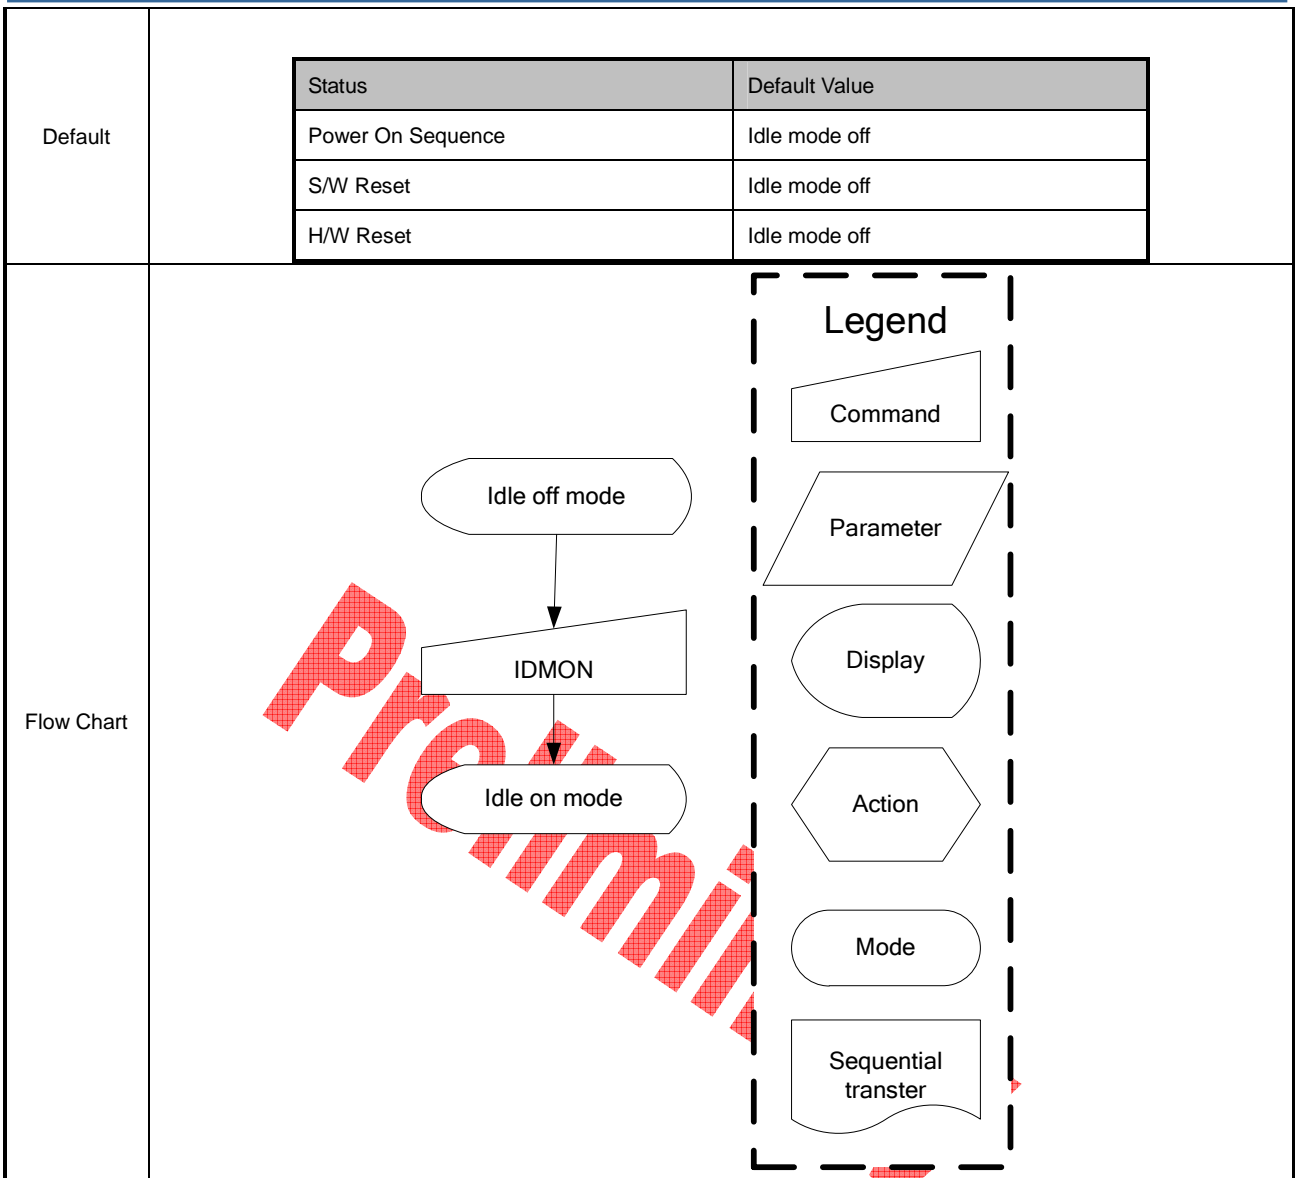 Default
Status Default Value
Power On Sequence Idle mode off
S/W Reset Idle mode off
H/W Reset Idle mode off
Flow Chart
Idle off mode
IDMON
Idle on mode
Legend
Command
Parameter
Display
Action
Mode
Sequential
transter